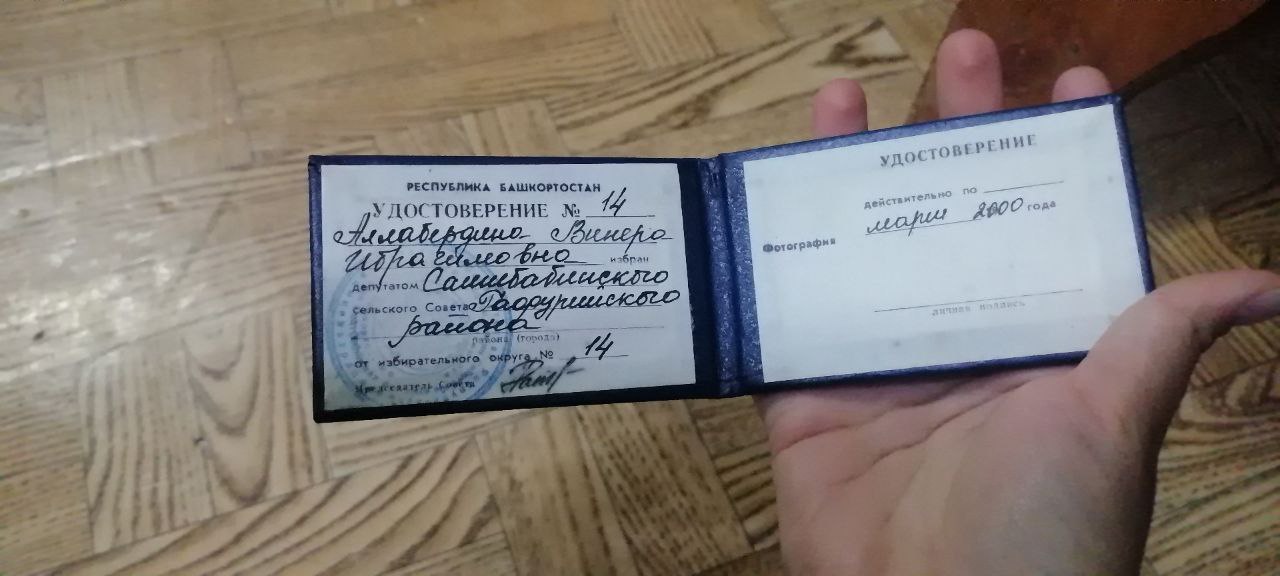 РЕСПУБЛИКА БАШКОРТОСТАН
УДОСТОВЕРЕНИЕ № 14
Аллабердина Винера
Ибрагимовна избран
депутатом Саитбабинского
сельского Совета Гафурийского
района
района (города)
от избирательного округа № 14
Председатель Совета
УДОСТОВЕРЕНИЕ
действительно по
март 2000 года
Фотография
личная подпись